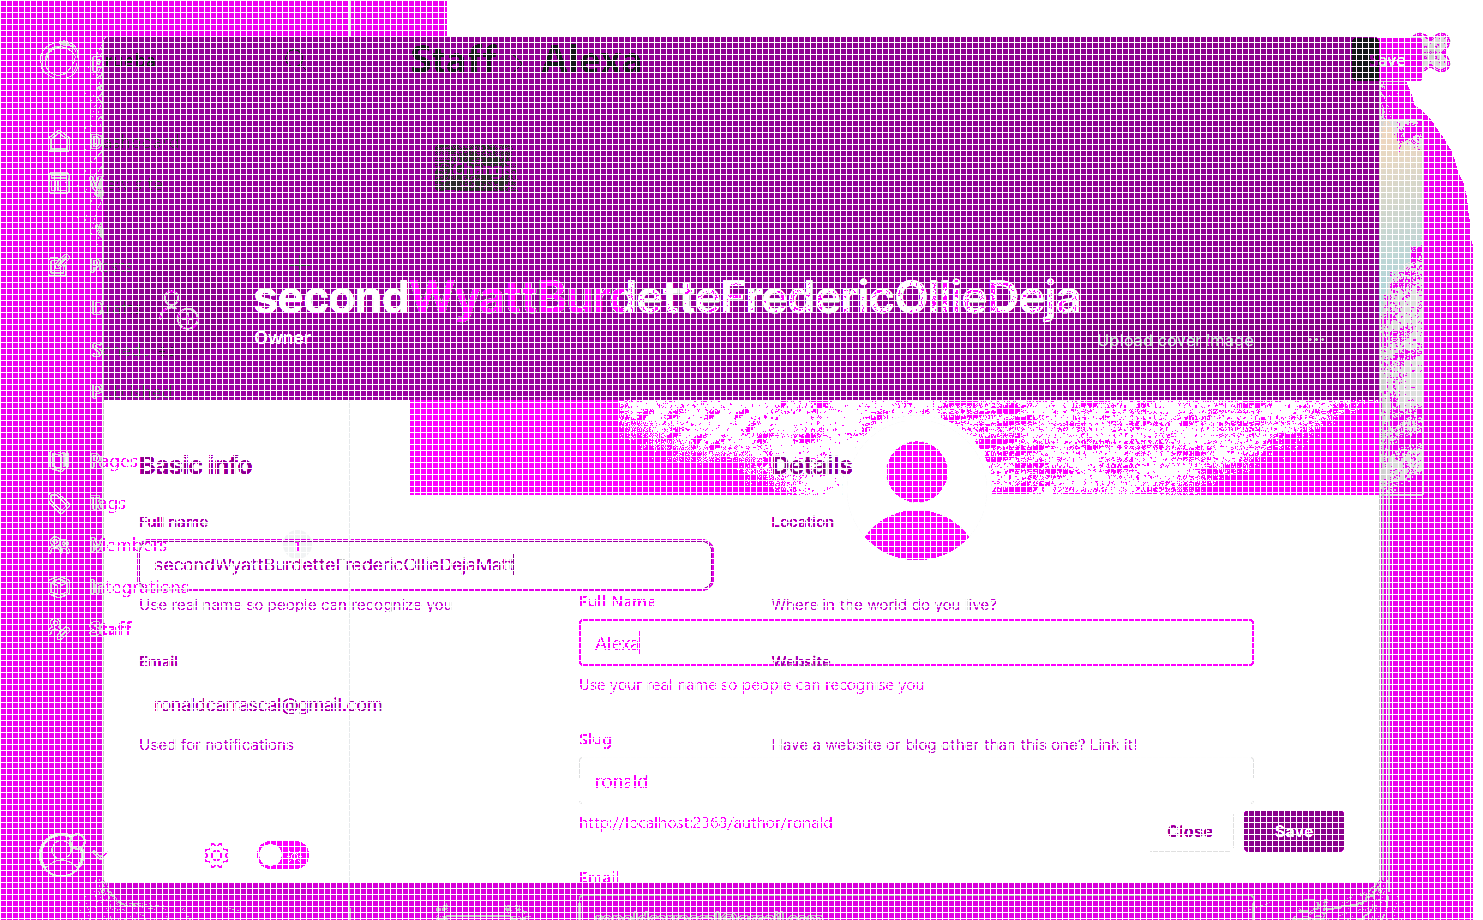 Staff Alexa
secondWyattBurdetteFredericOllieDeja
Owner
Upload cover image
Pages
Basic info
Details
Tags
Full name
Location
Members
secondWyattBurdetteFredericOllieDejaMatt
Integrations
Full Name
Use real name so people can recognize you
Where in the world do you live?
Staff
Alexa
Email
Website
Use your real name so people can recognise you
ronaldcarrascal@gmail.com
Slug
Used for notifications
Have a website or blog other than this one? Link it!
ronald
http://localhost:2368/author/ronald
Close
Save
Email
ronaldcarrascal@gmail.com